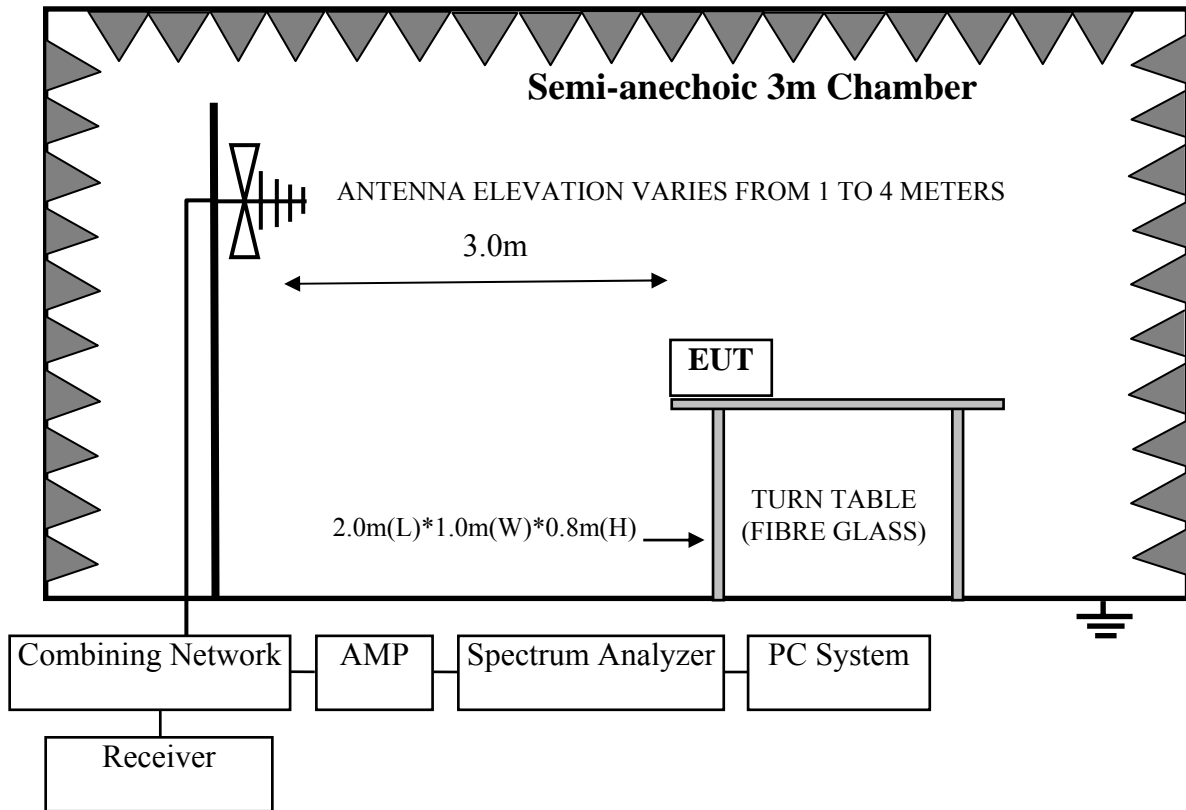 Semi-anechoic 3m Chamber
ANTENNA ELEVATION VARIES FROM 1 TO 4 METERS
3.0m
EUT
TURN TABLE
(FIBRE GLASS)
2.0m(L)*1.0m(W)*0.8m(H)
Combining Network
AMP
Spectrum Analyzer
PC System
Receiver